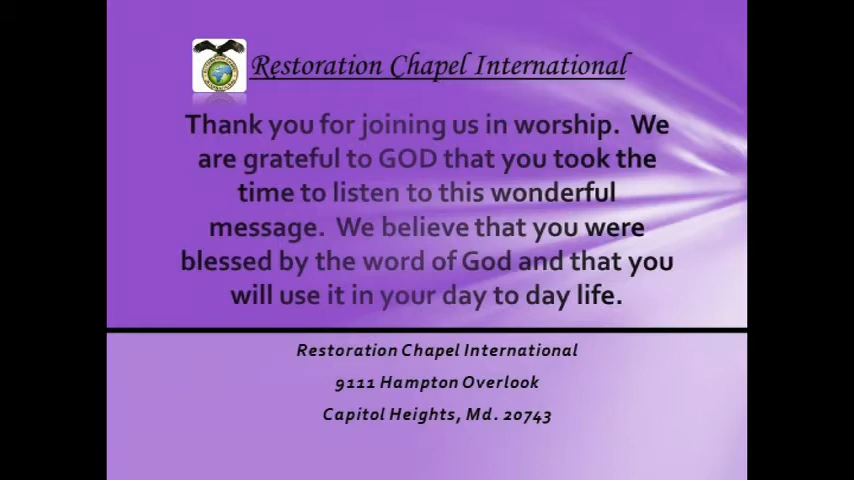 Restoration Chapel International
Thank you for joining us in worship. We
are grateful to GOD that you took the
time to listen to this wonderful
message. We believe that you were
blessed by the word of God and that you
will use it in your day to day life.
Restoration Chapel International
9111 Hampton Overlook
Capitol Heights, Md. 20743